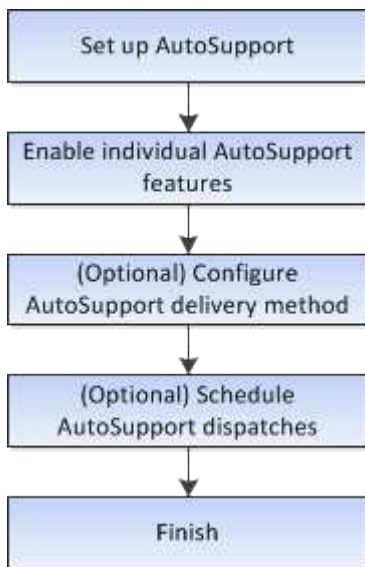 Set up AutoSupport
Enable individual AutoSupport
features
(Optional) Configure
AutoSupport delivery method
(Optional) Schedule
AutoSupport dispatches
Finish